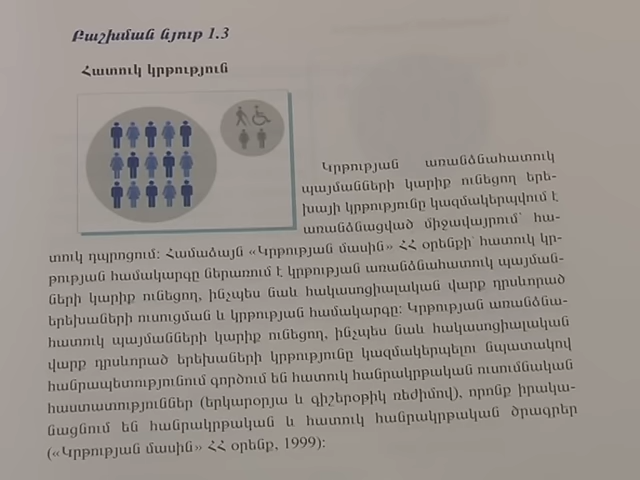 Բաշխման նյութ 1.3
Հատուկ կրթություն
Կրթության առանձնահատուկ
պայմանների կարիք ունեցող երե-
խայի կրթությունը կազմակերպվում է
առանձնացված միջավայրում՝ հա-
տուկ դպրոցում: Համաձայն «Կրթության մասին» ՀՀ օրենքի՝ հատուկ կր-
թության համակարգը ներառում է կրթության առանձնահատուկ պայման-
ների կարիք ունեցող, ինչպես նաև հակասոցիալական վարք դրսևորած
երեխաների ուսուցման և կրթության համակարգը: Կրթության առանձնա-
հատուկ պայմանների կարիք ունեցող, ինչպես նաև հակասոցիալական
վարք դրսևորած երեխաների կրթությունը կազմակերպելու նպատակով
հանրապետությունում գործում են հատուկ հանրակրթական ուսումնական
հաստատություններ (երկարօրյա և գիշերօթիկ ռեժիմով), որոնք իրակա-
նացնում են հանրակրթական և հատուկ հանրակրթական ծրագրեր
(«Կրթության մասին» ՀՀ օրենք, 1999):